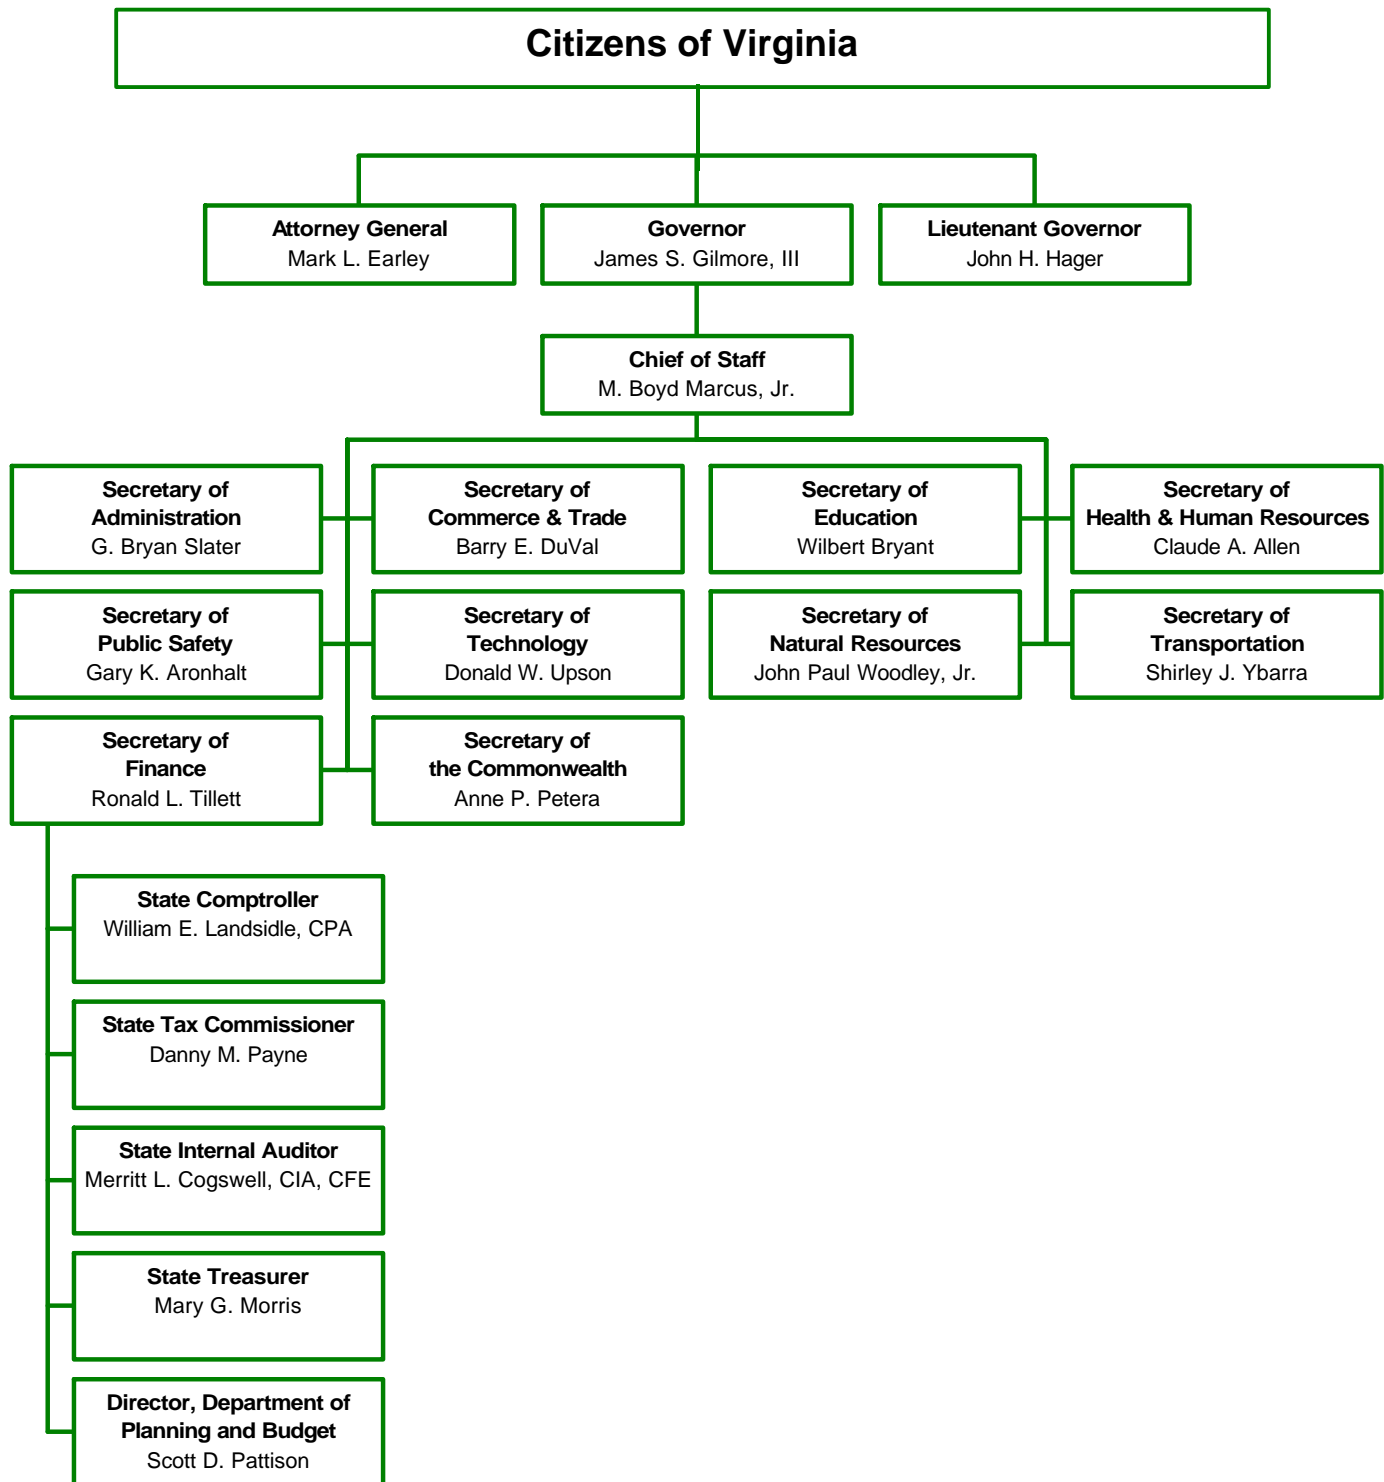 Citizens of Virginia
Attorney General
Mark L. Earley
Governor
James S. Gilmore, III
Lieutenant Governor
John H. Hager
Chief of Staff
M. Boyd Marcus, Jr.
Secretary of
Administration
G. Bryan Slater
Secretary of
Commerce & Trade
Barry E. DuVal
Secretary of
Education
Wilbert Bryant
Secretary of
Health & Human Resources
Claude A. Allen
Secretary of
Public Safety
Gary K. Aronhalt
Secretary of
Technology
Donald W. Upson
Secretary of
Natural Resources
John Paul Woodley, Jr.
Secretary of
Transportation
Shirley J. Ybarra
Secretary of
Finance
Ronald L. Tillett
Secretary of
the Commonwealth
Anne P. Petera
State Comptroller
William E. Landsidle, CPA
State Tax Commissioner
Danny M. Payne
State Internal Auditor
Merritt L. Cogswell, CIA, CFE
State Treasurer
Mary G. Morris
Director, Department of
Planning and Budget
Scott D. Pattison